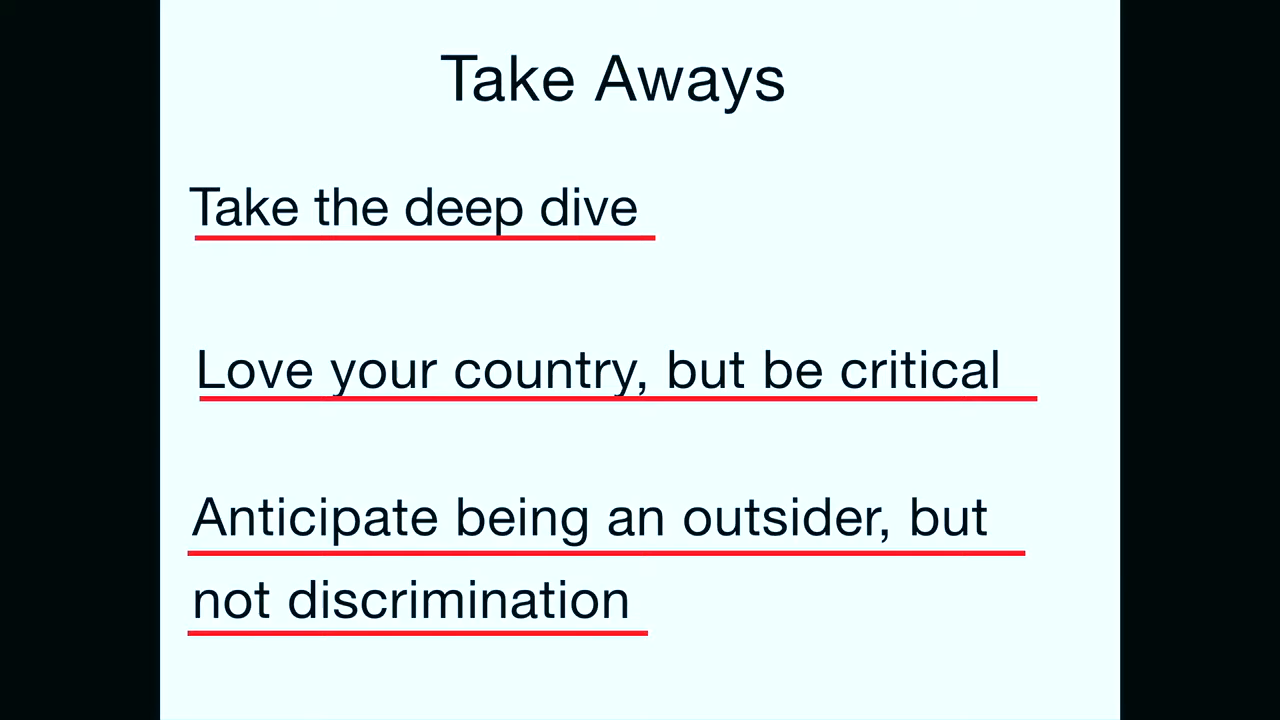 Take Aways
Take the deep dive
Love your country, but be critical
Anticipate being an outsider, but
not discrimination